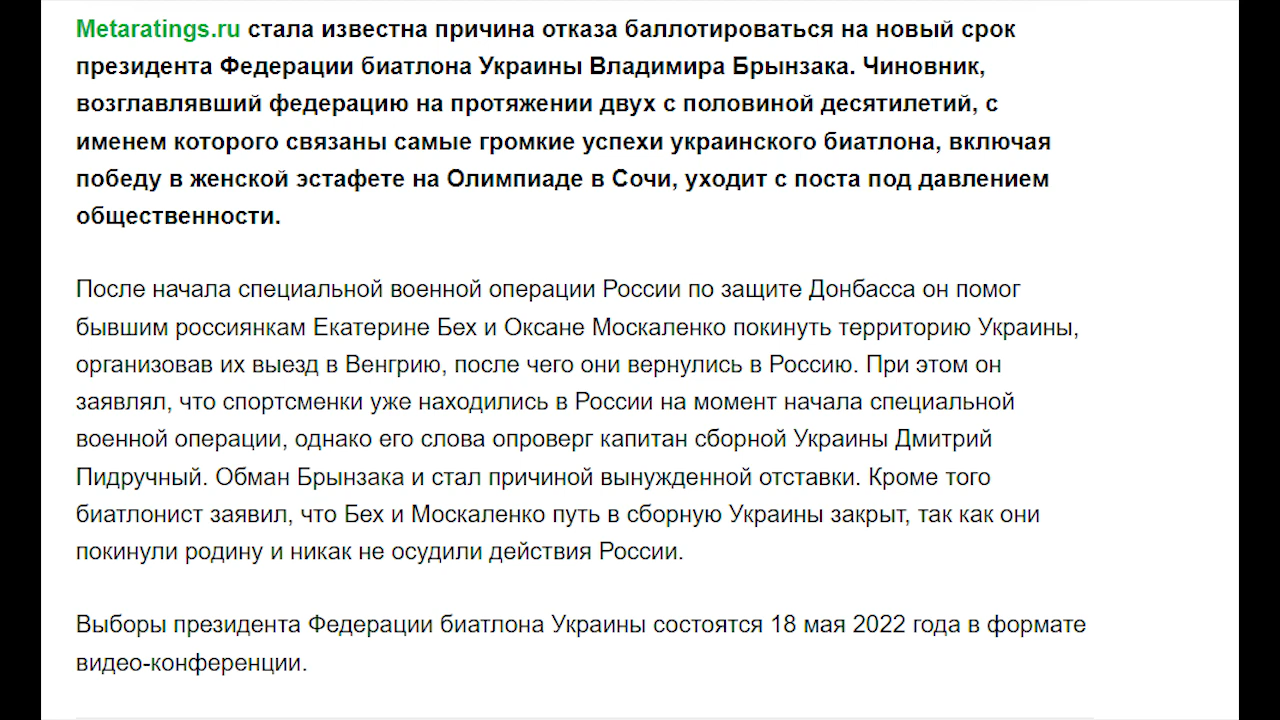 Metaratings.ru стала известна причина отказа баллотироваться на новый срок
президента Федерации биатлона Украины Владимира Брынзака. Чиновник,
возглавлявший федерацию на протяжении двух с половиной десятилетий, с
именем которого связаны самые громкие успехи украинского биатлона, включая
победу в женской эстафете на Олимпиаде в Сочи, уходит с поста под давлением
общественности.
После начала специальной военной операции России по защите Донбасса он помог
бывшим россиянкам Екатерине Бех и Оксане Москаленко покинуть территорию Украины,
организовав их выезд в Венгрию, после чего они вернулись в Россию. При этом он
заявлял, что спортсменки уже находились в России на момент начала специальной
военной операции, однако его слова опроверг капитан сборной Украины Дмитрий
Пидручный. Обман Брынзака и стал причиной вынужденной отставки. Кроме того
биатлонист заявил, что Бех и Москаленко путь в сборную Украины закрыт, так как они
покинули родину и никак не осудили действия России.
Выборы президента Федерации биатлона Украины состоятся 18 мая 2022 года в формате
видео-конференции.